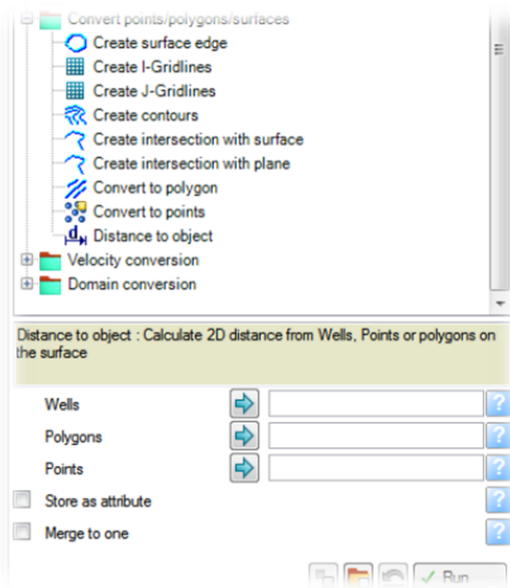 Convert points/polygons/surfaces
Create surface edge
Create I-Gridlines
Create J-Gridlines
Create contours
Create intersection with surface
Create intersection with plane
Convert to polygon
Convert to points
d Distance to object
Velocity conversion
Domain conversion
Distance to object : Calculate 2D distance from Wells, Points or polygons on
the surface
Wells ?
Polygons ?
Points ?
Store as attribute ?
Merge to one ?
Run